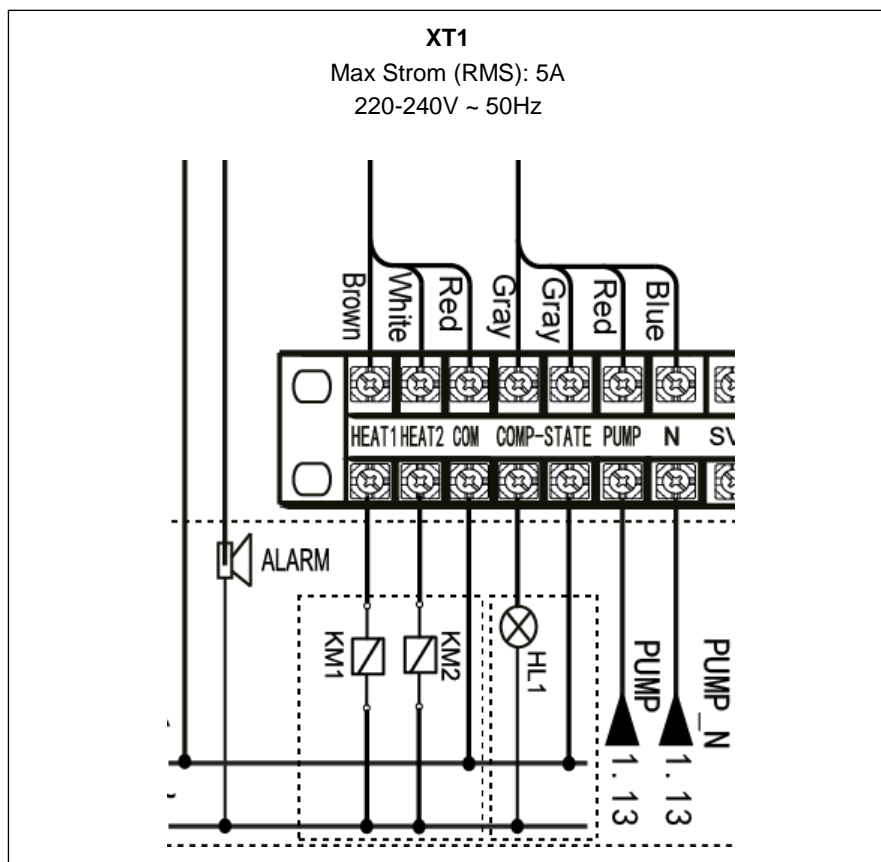 XT1
Max Strom (RMS): 5A
220-240V ~ 50Hz
Brown
White
Red
Gray
Gray
Red
Blue
HEAT1 HEAT2 COM COMP-STATE PUMP N SV
ALARM
KM1
KM2
HL1
PUMP
PUMP_N
1. 13
1. 13